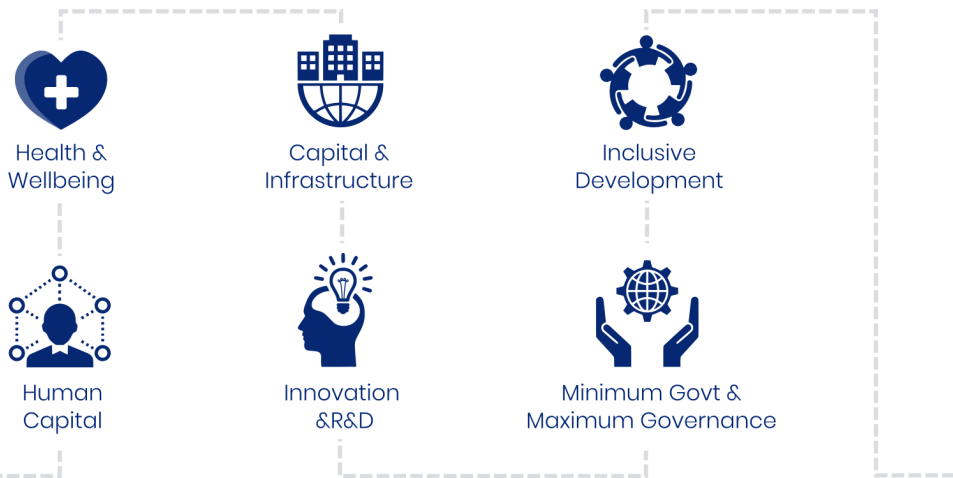 Health &
Wellbeing
Capital &
Infrastructure
Inclusive
Development
Human
Capital
Innovation
&R&D
Minimum Govt &
Maximum Governance